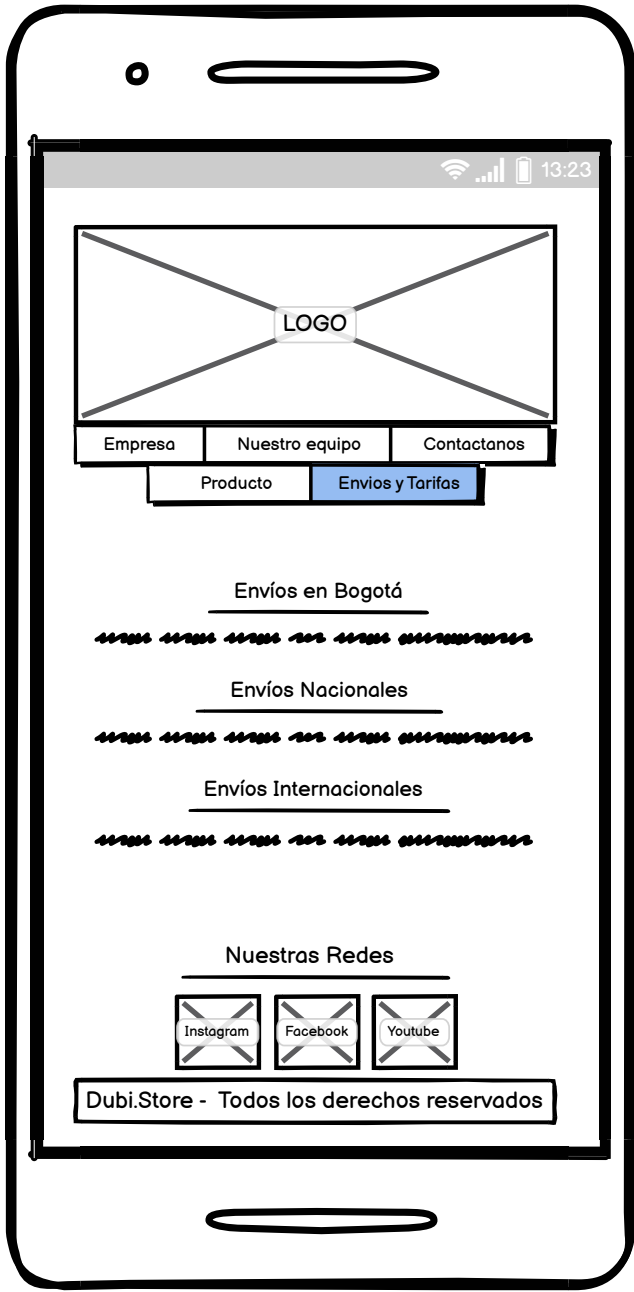 13:23
LOGO
Empresa Nuestro equipo Contactanos
Producto Envios y Tarifas
Envíos en Bogotá
Envíos Nacionales
Envíos Internacionales
Nuestras Redes
Instagram Facebook Youtube
Dubi.Store - Todos los derechos reservados